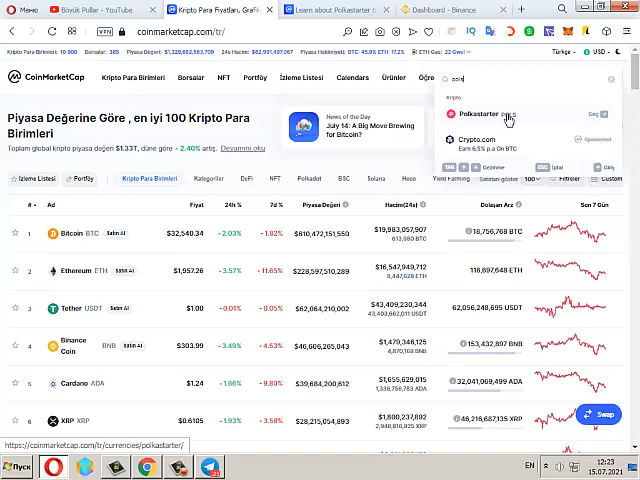 Меню
Büyük Pullar - YouTube
Kripto Para Fiyatları, Grafik
Learn about Polkastarter t
Dashboard - Binance
VPN
coinmarketcap.com/tr/
Kripto Para Birimleri: 10 900
Borsalar: 385
Piyasa Değeri: $1,329,682,563,709
24s Hacim: $62,991,497,067
Piyasa Hakimiyeti: BTC: 45.9% ETH: 17.2%
ETH Gas: 22 Gwei
Türkçe
USD
CoinMarketCap
Kripto Para Birimleri
Borsalar
NFT
Portföy
İzleme Listesi
Calendars
Ürünler
Öğre
pols
Kripto
Polkastarter
Seç
Crypto.com
Earn 6,5% p.a On BTC
Sponsored
Gezinme
İptal
Giriş
Piyasa Değerine Göre , en iyi 100 Kripto Para
Birimleri
Toplam global kripto piyasa değeri $1.33T, düne göre 2.40% artış. Devamını oku
News of the Day
July 14: A Big Move Brewing
for Bitcoin?
İzleme Listesi
Portföy
Kripto Para Birimleri
Kategoriler
DeFi
NFT
Polkadot
BSC
Solana
Heco
Yield Farming
Satırları göster
100
Filtreler
Custom
#
Ad
Fiyat
24h %
7d %
Piyasa Değeri
Hacim(24s)
Dolaşan Arz
Son 7 Gün
1 Bitcoin BTC Satın Al $32,540.34 2.03% 1.82% $610,472,151,550 $19,983,057,907 18,756,768 BTC
613,980 BTC
2 Ethereum ETH Satın Al $1,957.26 3.57% 11.65% $228,597,510,289 $16,547,949,712 116,697,648 ETH
8,447,628 ETH
3 Tether USDT Satın Al $1.00 0.01% 0.05% $62,064,210,002 $43,409,230,344 62,056,248,695 USDT
43,403,662,011 USDT
4 Binance Coin BNB Satın Al $303.99 3.49% 4.53% $46,606,265,043 $1,479,346,125 153,432,897 BNB
4,870,168 BNB
5 Cardano ADA $1.24 1.66% 9.80% $39,684,200,612 $1,655,629,015 32,041,069,499 ADA
1,336,756,783 ADA
6 XRP XRP $0.6105 1.93% 3.58% $28,215,054,893 $1,800,237,892 46,216,687,135 XRP
2,948,816,925 XRP
Swap
https://coinmarketcap.com/tr/currencies/polkastarter/
Пуск
23
EN
12:23
15.07.2021